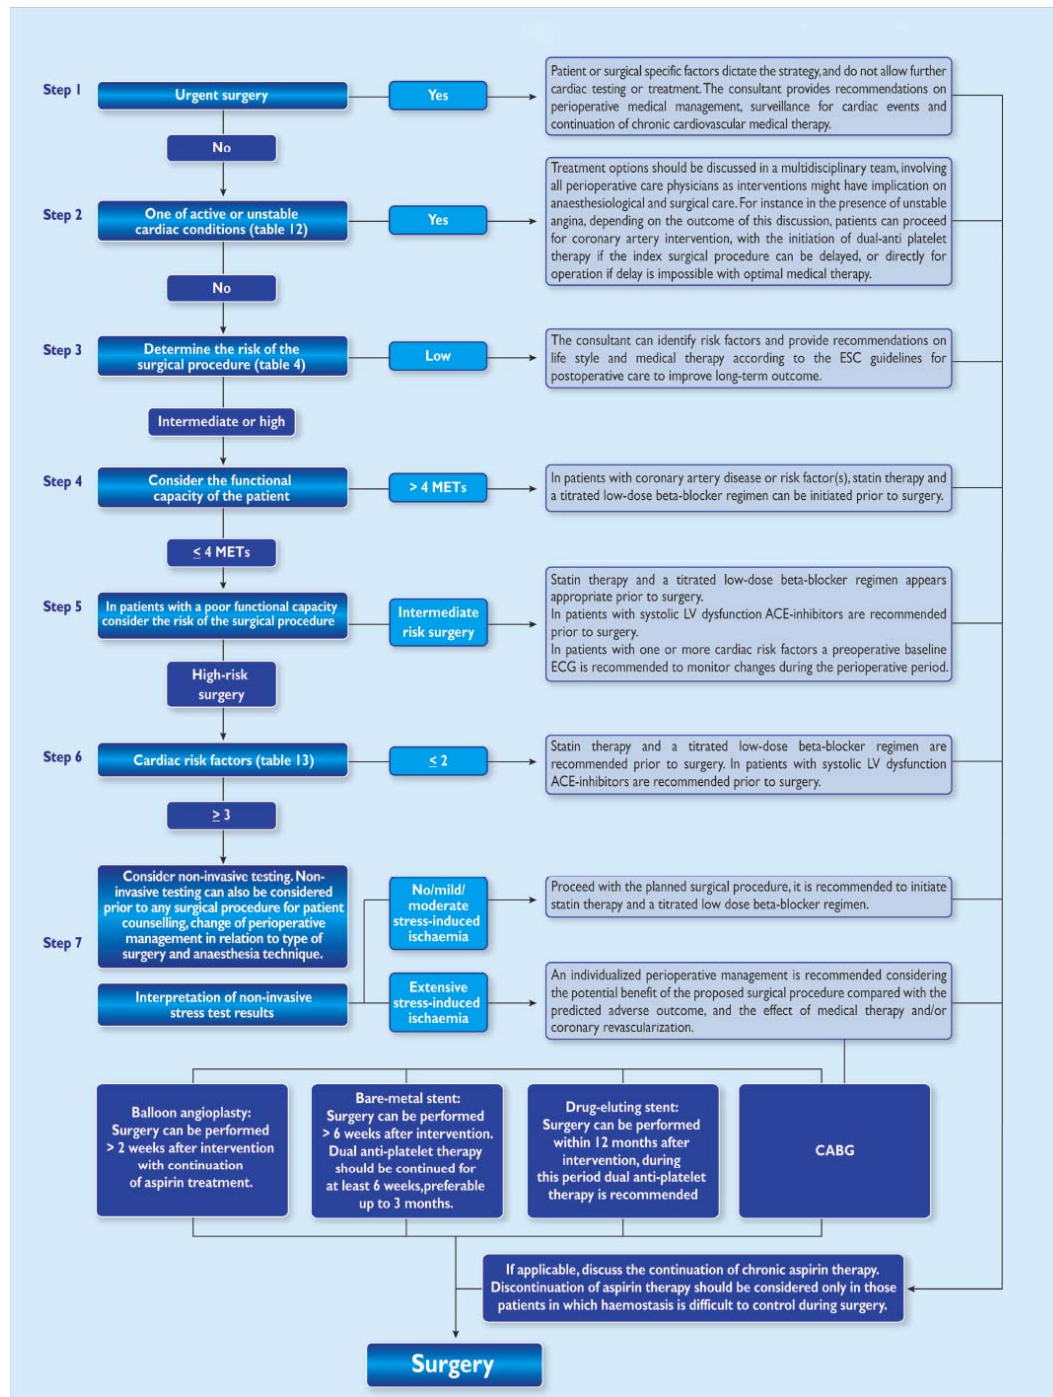 Step 1
Urgent surgery
Yes
Patient or surgical specific factors dictate the strategy, and do not allow further
cardiac testing or treatment. The consultant provides recommendations on
perioperative medical management, surveillance for cardiac events and
continuation of chronic cardiovascular medical therapy.
No
Step 2
One of active or unstable
cardiac conditions (table 12)
Yes
Treatment options should be discussed in a multidisciplinary team, involving
all perioperative care physicians as interventions might have implication on
anaesthesiological and surgical care. For instance in the presence of unstable
angina, depending on the outcome of this discussion, patients can proceed
for coronary artery intervention, with the initiation of dual-anti platelet
therapy if the index surgical procedure can be delayed, or directly for
operation if delay is impossible with optimal medical therapy.
No
Step 3
Determine the risk of the
surgical procedure (table 4)
Low
The consultant can identify risk factors and provide recommendations on
life style and medical therapy according to the ESC guidelines for
postoperative care to improve long-term outcome.
Intermediate or high
Step 4
Consider the functional
capacity of the patient
> 4 METs
In patients with coronary artery disease or risk factor(s), statin therapy and
a titrated low-dose beta-blocker regimen can be initiated prior to surgery.
≤ 4 METs
Step 5
In patients with a poor functional capacity
consider the risk of the surgical procedure
Intermediate
risk surgery
Statin therapy and a titrated low-dose beta-blocker regimen appears
appropriate prior to surgery.
In patients with systolic LV dysfunction ACE-inhibitors are recommended
prior to surgery.
In patients with one or more cardiac risk factors a preoperative baseline
ECG is recommended to monitor changes during the perioperative period.
High-risk
surgery
Step 6
Cardiac risk factors (table 13)
≤ 2
Statin therapy and a titrated low-dose beta-blocker regimen are
recommended prior to surgery. In patients with systolic LV dysfunction
ACE-inhibitors are recommended prior to surgery.
≥ 3
Step 7
Consider non-invasive testing. Non-
invasive testing can also be considered
prior to any surgical procedure for patient
counselling, change of perioperative
management in relation to type of
surgery and anaesthesia technique.
No/mild/
moderate
stress-induced
ischaemia
Proceed with the planned surgical procedure, it is recommended to initiate
statin therapy and a titrated low dose beta-blocker regimen.
Interpretation of non-invasive
stress test results
Extensive
stress-induced
ischaemia
An individualized perioperative management is recommended considering
the potential benefit of the proposed surgical procedure compared with the
predicted adverse outcome, and the effect of medical therapy and/or
coronary revascularization.
Balloon angioplasty:
Surgery can be performed
> 2 weeks after intervention
with continuation
of aspirin treatment.
Bare-metal stent:
Surgery can be performed
> 6 weeks after intervention.
Dual anti-platelet therapy
should be continued for
at least 6 weeks,preferable
up to 3 months.
Drug-eluting stent:
Surgery can be performed
within 12 months after
intervention, during
this period dual anti-platelet
therapy is recommended
CABG
If applicable, discuss the continuation of chronic aspirin therapy.
Discontinuation of aspirin therapy should be considered only in those
patients in which haemostasis is difficult to control during surgery.
Surgery